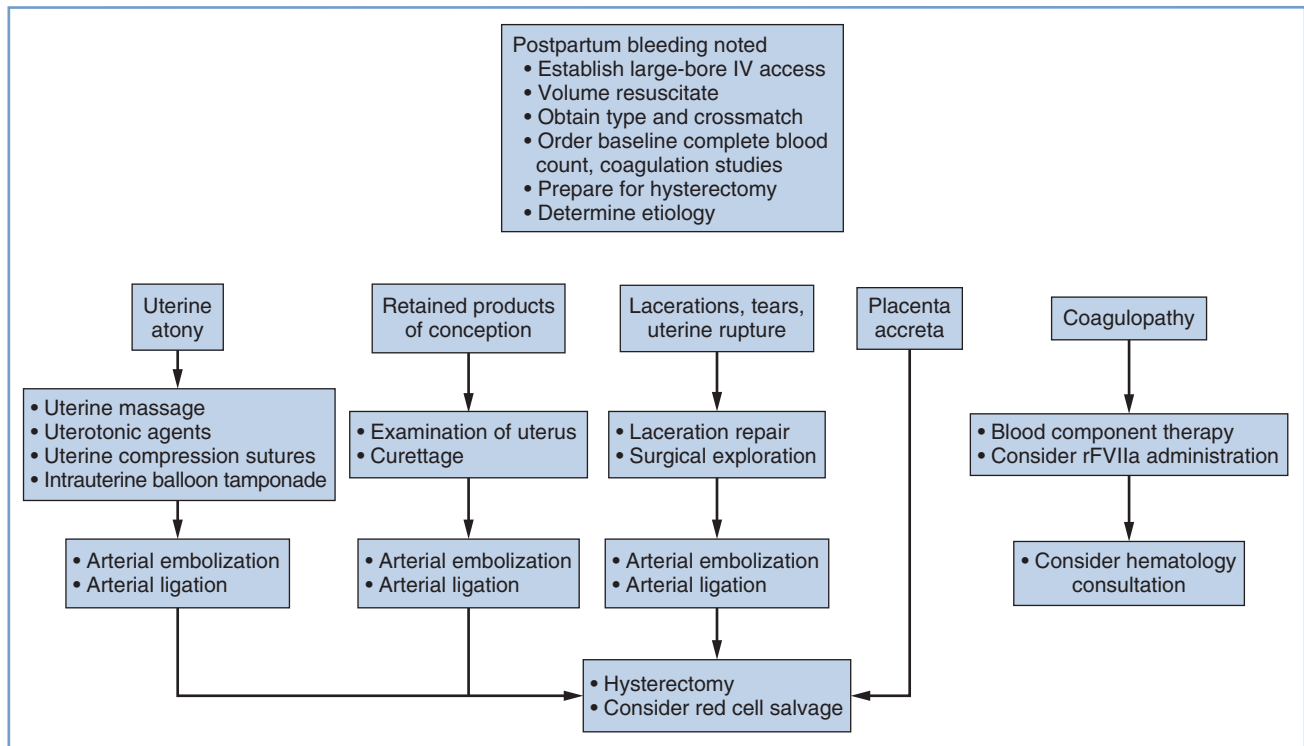 Postpartum bleeding noted
• Establish large-bore IV access
• Volume resuscitate
• Obtain type and crossmatch
• Order baseline complete blood
count, coagulation studies
• Prepare for hysterectomy
• Determine etiology
Uterine
atony
Retained products
of conception
Lacerations, tears,
uterine rupture
Placenta
accreta
Coagulopathy
• Uterine massage
• Uterotonic agents
• Uterine compression sutures
• Intrauterine balloon tamponade
• Examination of uterus
• Curettage
• Laceration repair
• Surgical exploration
• Blood component therapy
• Consider rFVIIa administration
• Arterial embolization
• Arterial ligation
• Arterial embolization
• Arterial ligation
• Arterial embolization
• Arterial ligation
• Consider hematology
consultation
• Hysterectomy
• Consider red cell salvage